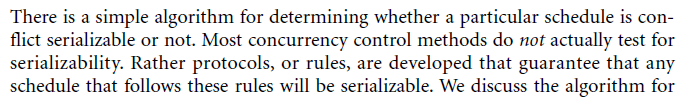 There is a simple algorithm for determining whether a particular schedule is con-
flict serializable or not. Most concurrency control methods do not actually test for
serializability. Rather protocols, or rules, are developed that guarantee that any
schedule that follows these rules will be serializable. We discuss the algorithm for